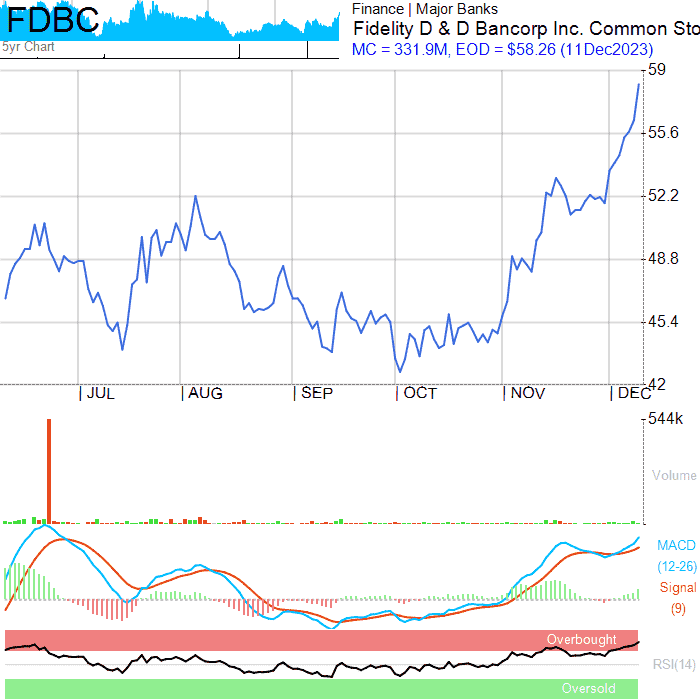 FDBC
5yr Chart
Finance | Major Banks
Fidelity D & D Bancorp Inc. Common Sto
MC = 331.9M, EOD = $58.26 (11Dec2023)
59
55.6
52.2
48.8
45.4
42
JUL AUG SEP OCT NOV DEC
544k
Volume
MACD
(12-26)
Signal
(9)
Overbought
RSI(14)
Oversold